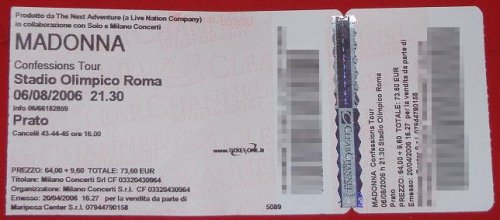 Prodotto da The Next Adventure (a Live Nation Company)
in collaborazione con Solo e Milano Concerti
MADONNA
Confessions Tour
Stadio Olimpico Roma
06/08/2006 21.30
Info 06/66182859
Prato
Cancelli 43-44-45 ore 16.00
PREZZO: 64,00 + 9,60 TOTALE: 73,60 EUR
Titolare: Milano Concerti Srl CF 03320430964
Organizzatore: Milano Concerti S.r.l. CF 03320430964
Emesso: 20/04/2006 16.27 per la vendita da parte di
Mariposa Center S.r.l. 07944790158
5089
CLEAR CHANNEL
MADONNA Confessions Tour
06/08/2006 h 21.30 Stadio Olimpico Roma
Prato
PREZZO: 64,00 + 9,60 TOTALE: 73,60 EUR
Emesso: 20/04/2006 16.27 per la vendita da parte di
Mariposa Center S.r.l. 07944790158